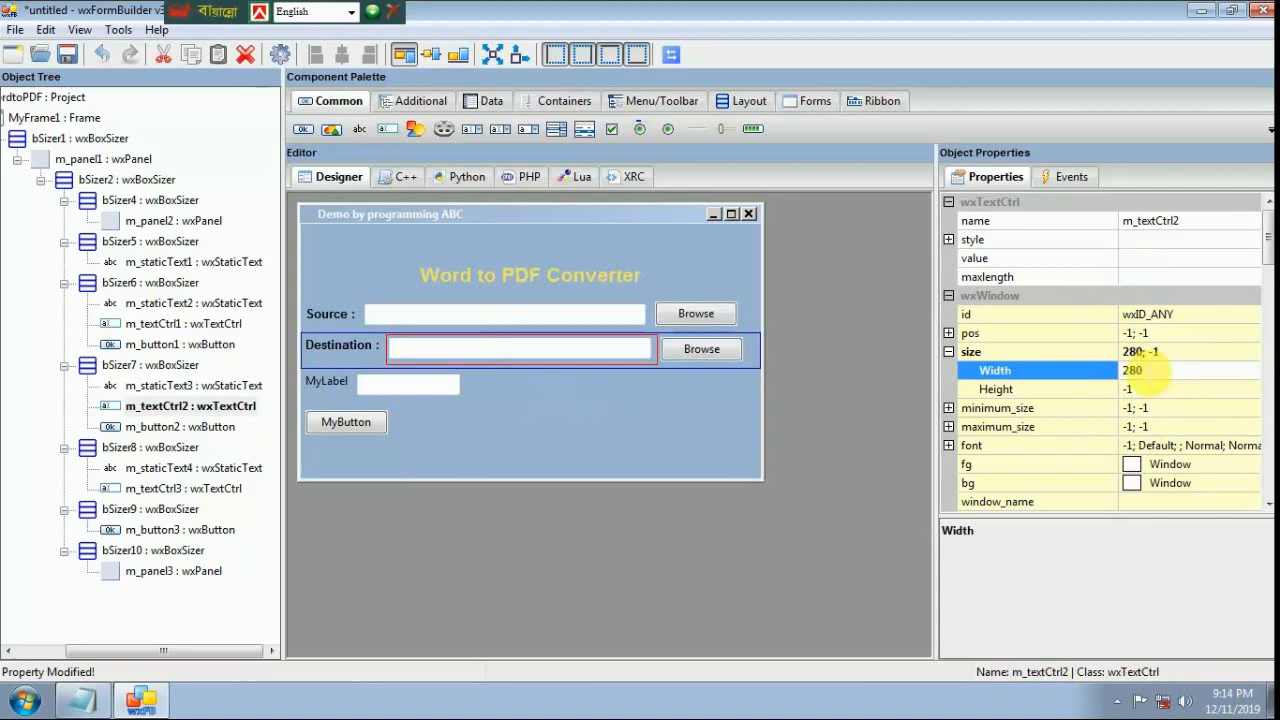 *untitled - wxFormBuilder v3
বায়ান্নো
English
File Edit View Tools Help
Object Tree
rdtoPDF : Project
MyFrame1 : Frame
bSizer1 : wxBoxSizer
m_panel1 : wxPanel
bSizer2 : wxBoxSizer
bSizer4 : wxBoxSizer
m_panel2 : wxPanel
bSizer5 : wxBoxSizer
m_staticText1 : wxStaticText
bSizer6 : wxBoxSizer
m_staticText2 : wxStaticText
m_textCtrl1 : wxTextCtrl
m_button1 : wxButton
bSizer7 : wxBoxSizer
m_staticText3 : wxStaticText
m_textCtrl2 : wxTextCtrl
m_button2 : wxButton
bSizer8 : wxBoxSizer
m_staticText4 : wxStaticText
m_textCtrl3 : wxTextCtrl
bSizer9 : wxBoxSizer
m_button3 : wxButton
bSizer10 : wxBoxSizer
m_panel3 : wxPanel
Component Palette
Common Additional Data Containers Menu/Toolbar Layout Forms Ribbon
Editor
Designer C++ Python PHP Lua XRC
Demo by programming ABC
Word to PDF Converter
Source : Browse
Destination : Browse
MyLabel
MyButton
Object Properties
Properties Events
wxTextCtrl
name m_textCtrl2
style
value
maxlength
wxWindow
id wxID_ANY
pos -1; -1
size 280; -1
Width 280
Height -1
minimum_size -1; -1
maximum_size -1; -1
font -1; Default; ; Normal; Norma
fg Window
bg Window
window_name
Width
Property Modified!
Name: m_textCtrl2 | Class: wxTextCtrl
wxFB
9:14 PM
12/11/2019